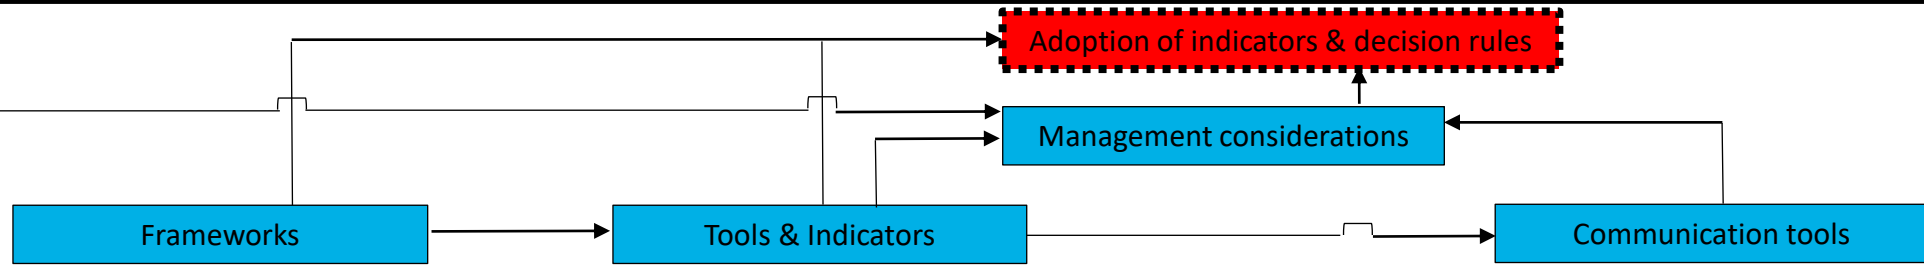 Adoption of indicators & decision rules
Management considerations
Frameworks
Tools & Indicators
Communication tools